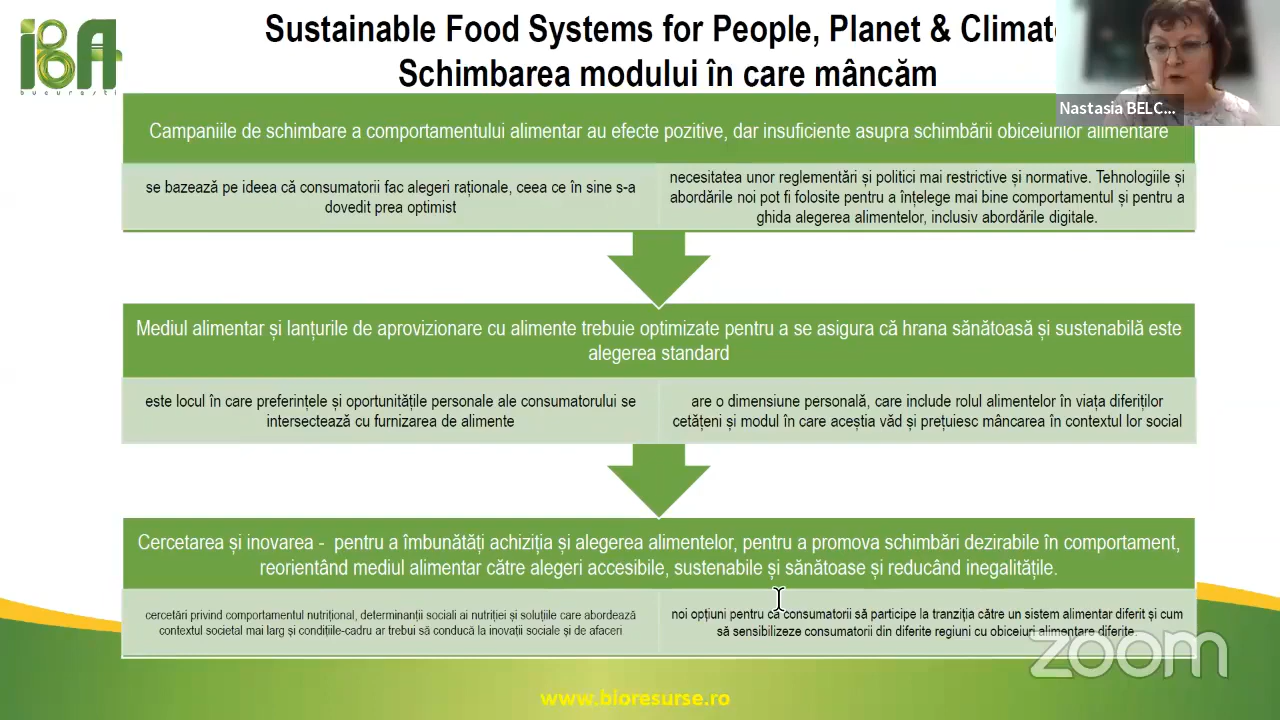 Sustainable Food Systems for People, Planet & Climate
Schimbarea modului în care mâncăm
IBA
bucurești
Nastasia BELC...
Campaniile de schimbare a comportamentului alimentar au efecte pozitive, dar insuficiente asupra schimbării obiceiurilor alimentare
se bazează pe ideea că consumatorii fac alegeri raționale, ceea ce în sine s-a
dovedit prea optimist
necesitatea unor reglementări și politici mai restrictive și normative. Tehnologiile și
abordările noi pot fi folosite pentru a înțelege mai bine comportamentul și pentru a
ghida alegerea alimentelor, inclusiv abordările digitale.
Mediul alimentar și lanțurile de aprovizionare cu alimente trebuie optimizate pentru a se asigura că hrana sănătoasă și sustenabilă este
alegerea standard
este locul în care preferințele și oportunitățile personale ale consumatorului se
intersectează cu furnizarea de alimente
are o dimensiune personală, care include rolul alimentelor în viața diferiților
cetățeni și modul în care aceștia văd și prețuiesc mâncarea în contextul lor social
Cercetarea și inovarea - pentru a îmbunătăți achiziția și alegerea alimentelor, pentru a promova schimbări dezirabile în comportament,
reorientând mediul alimentar către alegeri accesibile, sustenabile și sănătoase și reducând inegalitățile.
cercetări privind comportamentul nutrițional, determinanții sociali ai nutriției și soluțiile care abordează
contextul societal mai larg și condițiile-cadru ar trebui să conducă la inovații sociale și de afaceri
noi opțiuni pentru ca consumatorii să participe la tranziția către un sistem alimentar diferit și cum
să sensibilizeze consumatorii din diferite regiuni cu obiceiuri alimentare diferite.
zoom
www.bioresurse.ro